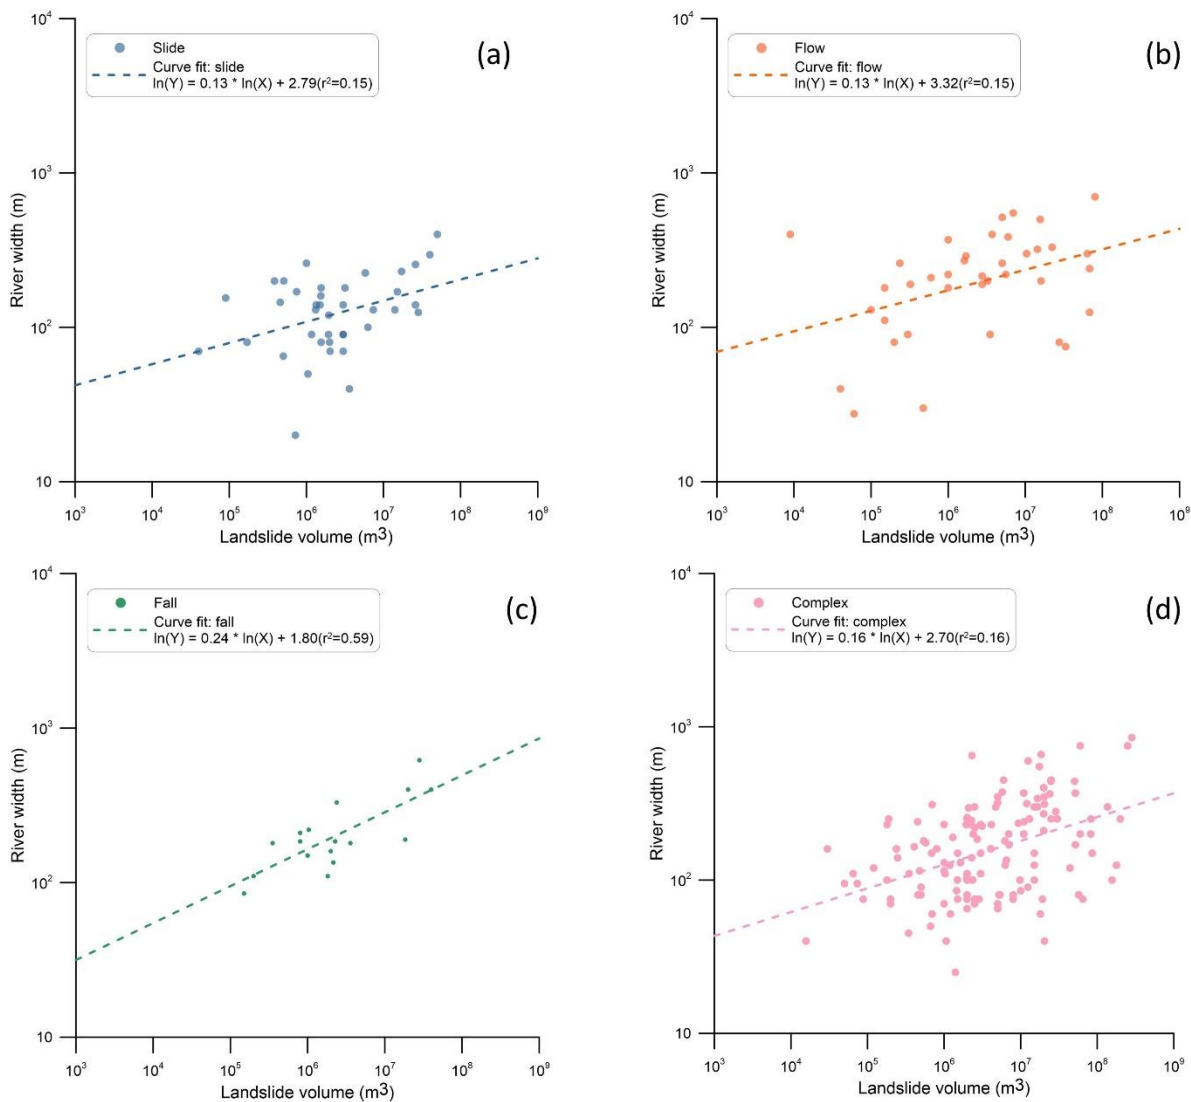 (a)
Slide
Curve fit: slide
ln(Y) = 0.13 * ln(X) + 2.79(r²=0.15)
10⁴
10³
10²
10
River width (m)
10³ 10⁴ 10⁵ 10⁶ 10⁷ 10⁸ 10⁹
Landslide volume (m³)
(b)
Flow
Curve fit: flow
ln(Y) = 0.13 * ln(X) + 3.32(r²=0.15)
10⁴
10³
10²
10
River width (m)
10³ 10⁴ 10⁵ 10⁶ 10⁷ 10⁸ 10⁹
Landslide volume (m³)
(c)
Fall
Curve fit: fall
ln(Y) = 0.24 * ln(X) + 1.80(r²=0.59)
10⁴
10³
10²
10
River width (m)
10³ 10⁴ 10⁵ 10⁶ 10⁷ 10⁸ 10⁹
Landslide volume (m³)
(d)
Complex
Curve fit: complex
ln(Y) = 0.16 * ln(X) + 2.70(r²=0.16)
10⁴
10³
10²
10
River width (m)
10³ 10⁴ 10⁵ 10⁶ 10⁷ 10⁸ 10⁹
Landslide volume (m³)